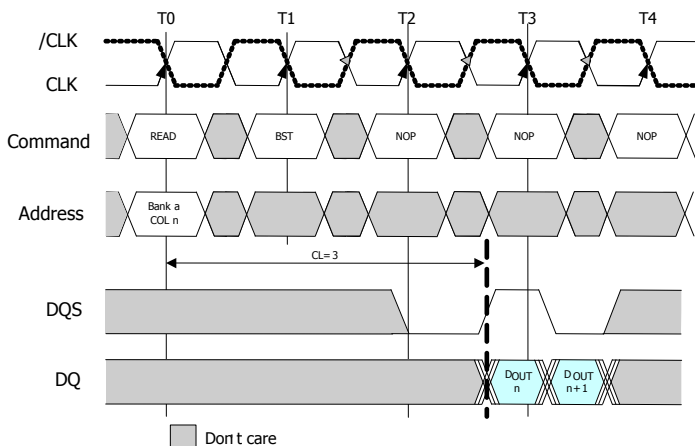 T0 T1 T2 T3 T4
/CLK
CLK
Command READ BST NOP NOP NOP
Address Bank a
COL n
CL= 3
DQS
DQ DOUT
n DOUT
n+1
Don't care